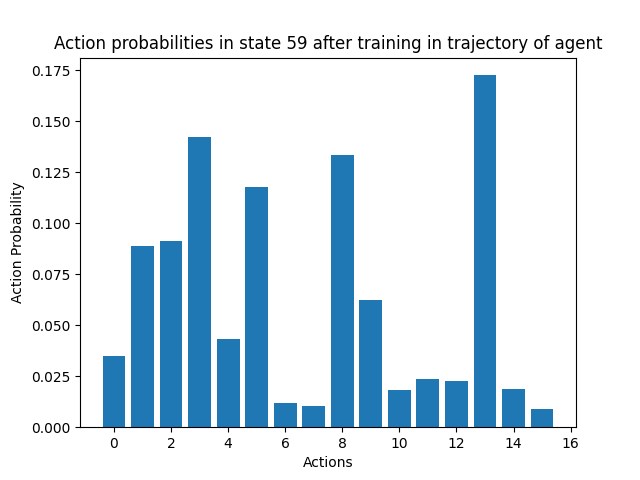 Action probabilities in state 59 after training in trajectory of agent
0.175
0.150
0.125
0.100
0.075
0.050
0.025
0.000
Action Probability
0 2 4 6 8 10 12 14 16
Actions